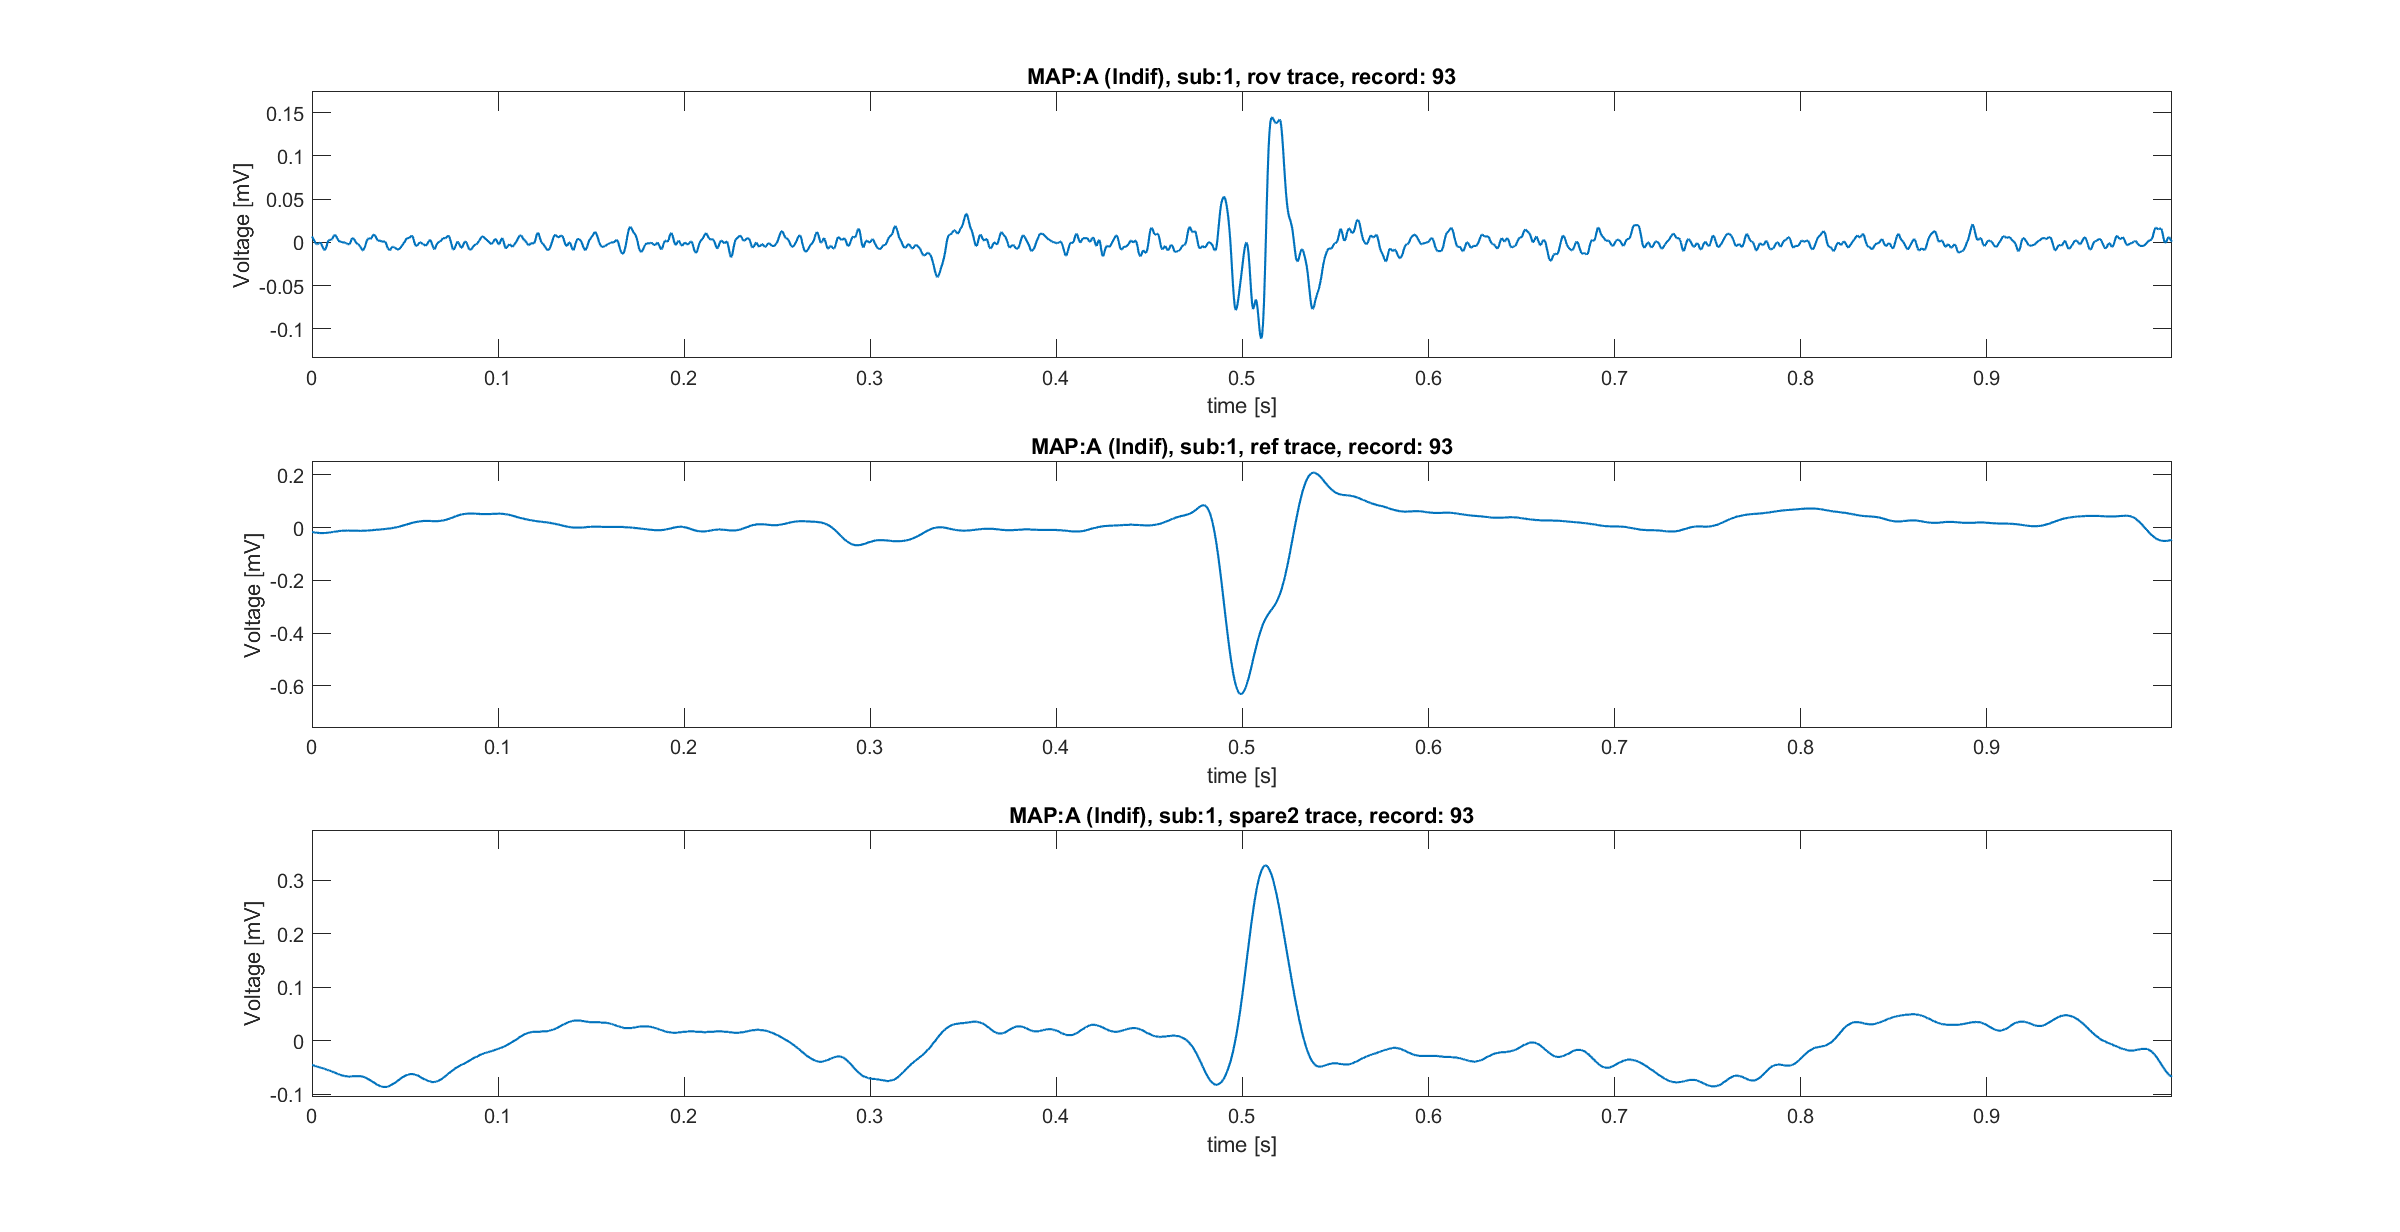 MAP:A (Indif), sub:1, rov trace, record: 93
Voltage [mV]
0.15
0.1
0.05
0
-0.05
-0.1
0 0.1 0.2 0.3 0.4 0.5 0.6 0.7 0.8 0.9
time [s]
MAP:A (Indif), sub:1, ref trace, record: 93
Voltage [mV]
0.2
0
-0.2
-0.4
-0.6
0 0.1 0.2 0.3 0.4 0.5 0.6 0.7 0.8 0.9
time [s]
MAP:A (Indif), sub:1, spare2 trace, record: 93
Voltage [mV]
0.3
0.2
0.1
0
-0.1
0 0.1 0.2 0.3 0.4 0.5 0.6 0.7 0.8 0.9
time [s]